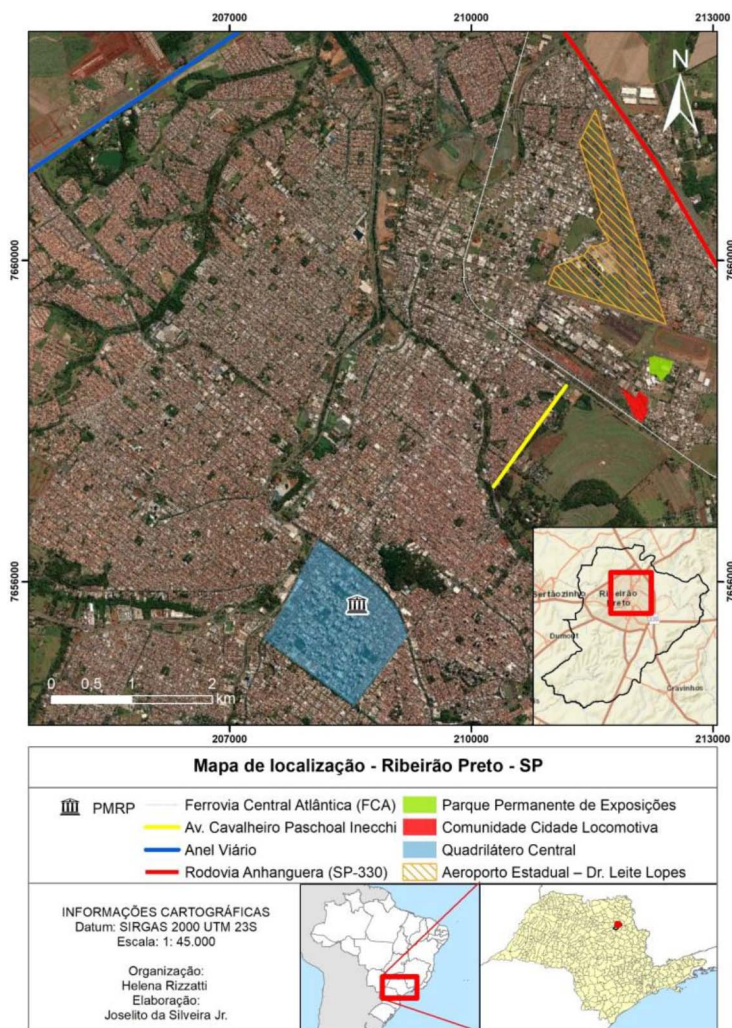 207000 210000 213000
N
7660000 7660000
7656000 7656000
Sertãozinho Ribeirão
Preto
Dumont
330
Cravinhos
0 0,5 1 2
km
207000 210000 213000
Mapa de localização - Ribeirão Preto - SP
PMRP
Ferrovia Central Atlântica (FCA)
Av. Cavalheiro Paschoal Inecchi
Anel Viário
Rodovia Anhanguera (SP-330)
Parque Permanente de Exposições
Comunidade Cidade Locomotiva
Quadrilátero Central
Aeroporto Estadual – Dr. Leite Lopes
INFORMAÇÕES CARTOGRÁFICAS
Datum: SIRGAS 2000 UTM 23S
Escala: 1: 45.000
Organização:
Helena Rizzatti
Elaboração:
Joselito da Silveira Jr.